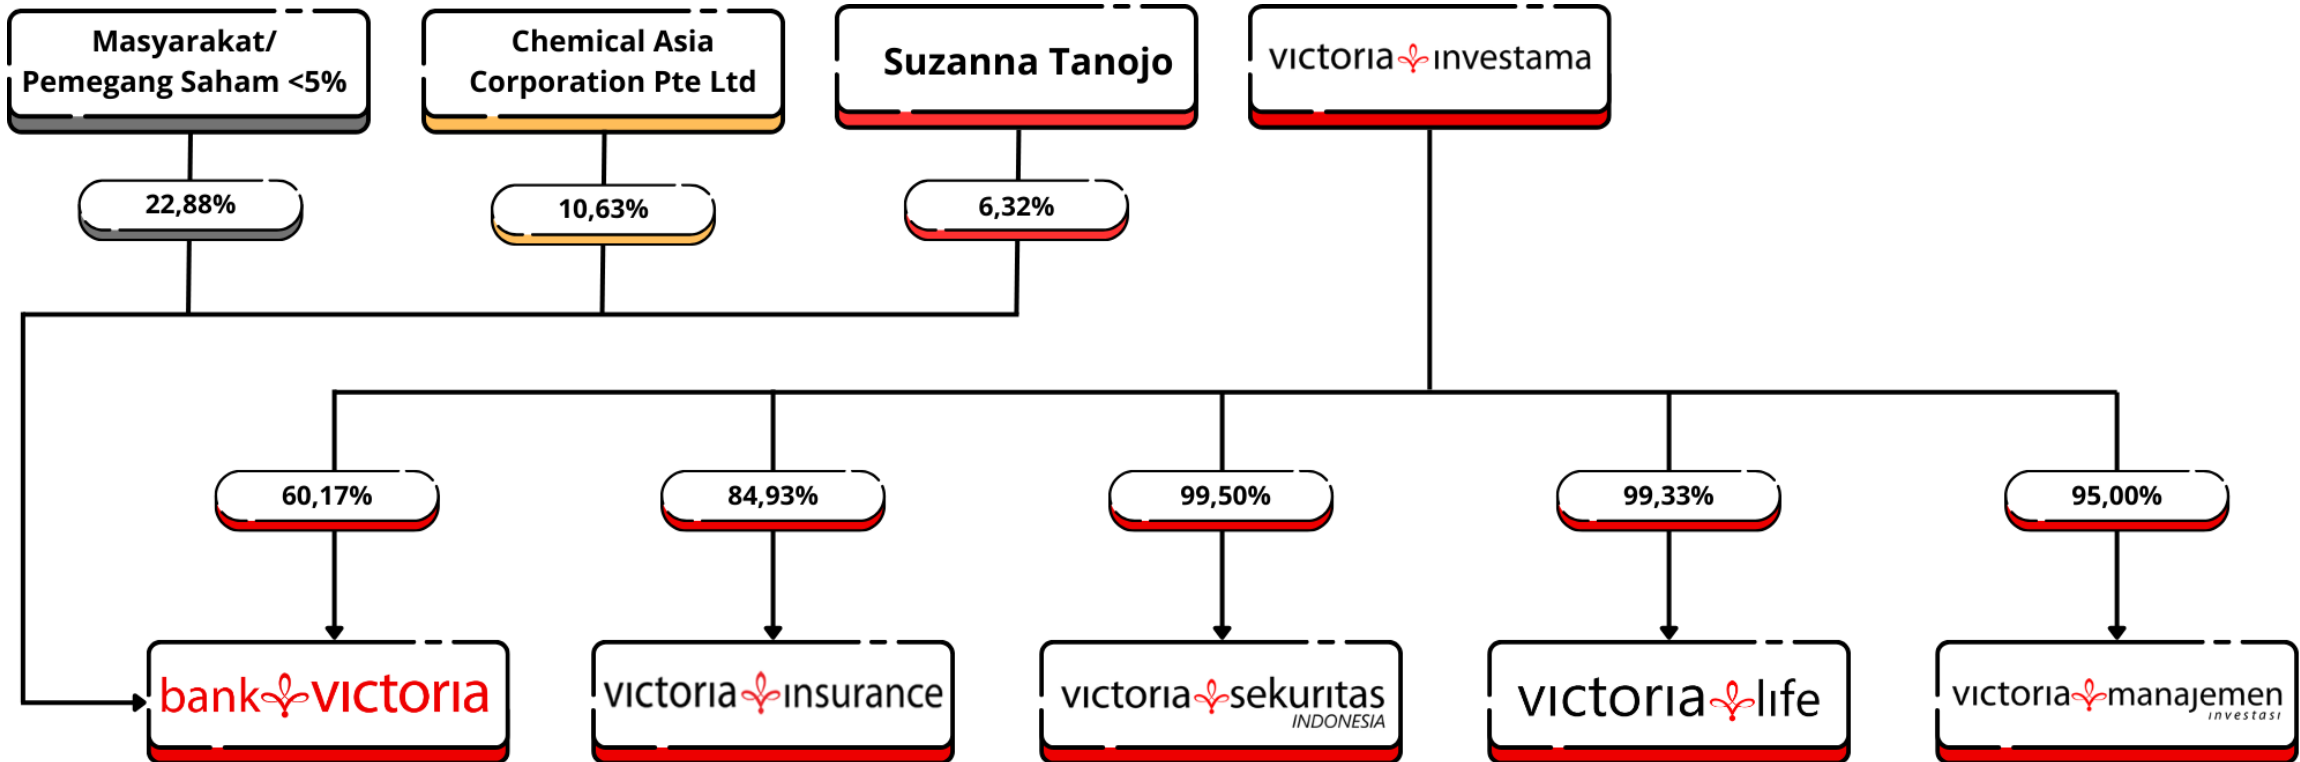 Masyarakat/
Pemegang Saham <5%
Chemical Asia
Corporation Pte Ltd
Suzanna Tanojo
victoria investama
22,88%
10,63%
6,32%
60,17%
84,93%
99,50%
99,33%
95,00%
bank victoria
victoria insurance
victoria sekuritas
INDONESIA
victoria life
victoria manajemen
investasi